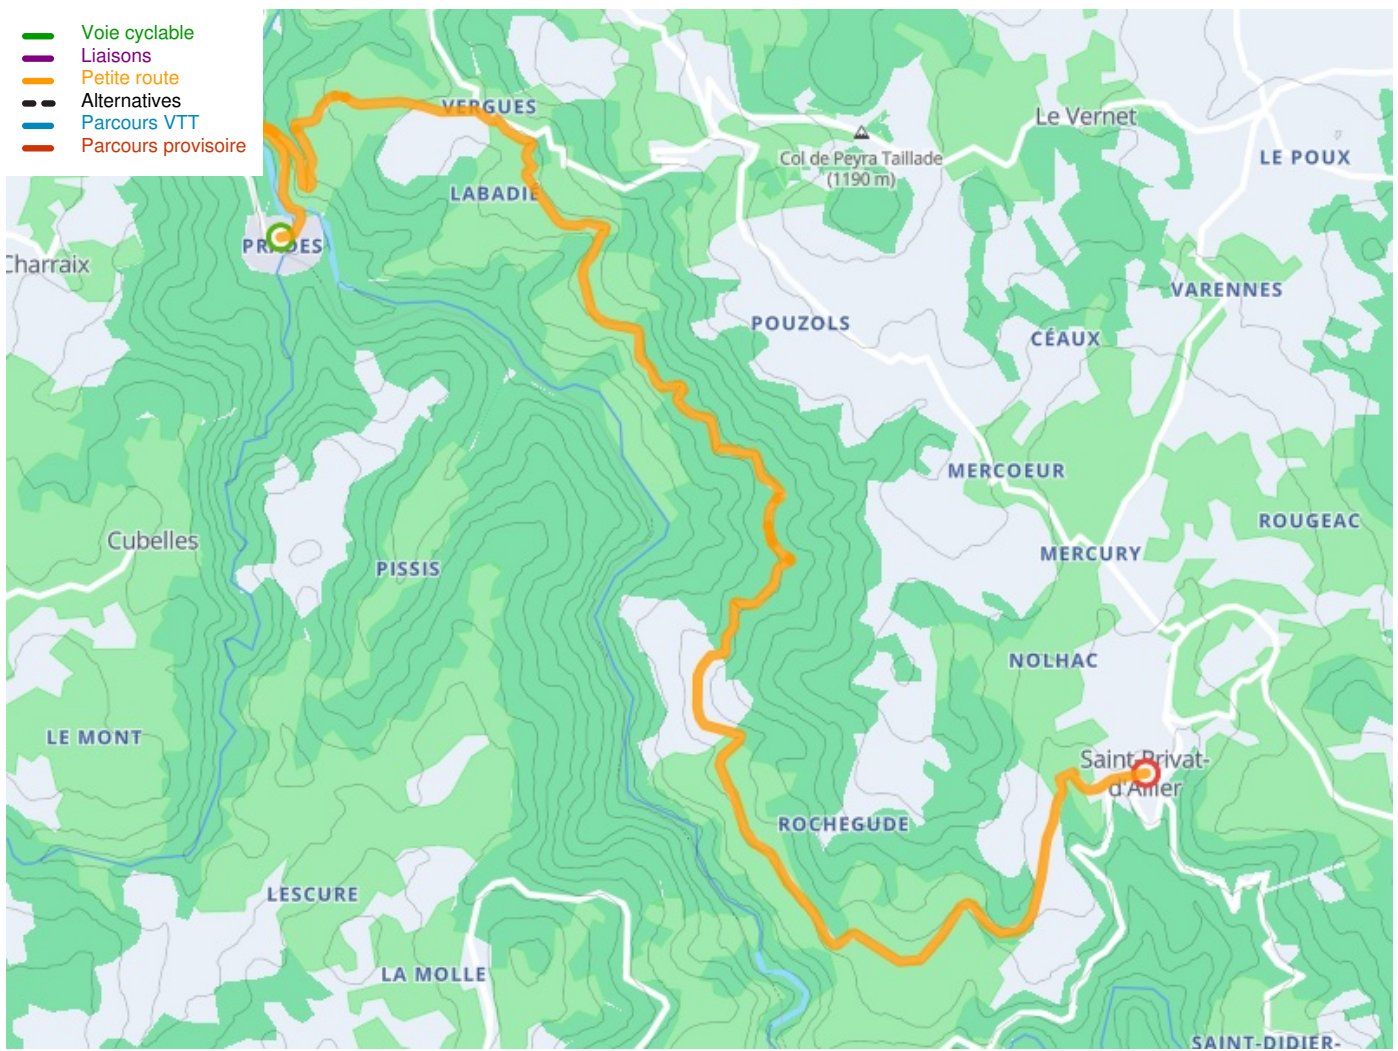 Voie cyclable
Liaisons
Petite route
Alternatives
Parcours VTT
Parcours provisoire
VERGUES
Le Vernet
Col de Peyra Taillade
(1190 m)
LE POUX
LABADIÉ
PRADES
Charraix
VARENNES
POUZOLS
CÉAUX
MERCOEUR
ROUGEAC
Cubelles
MERCURY
PISSIS
NOLHAC
LE MONT
Saint-Privat-
d'Allier
ROCHEGUDE
LESCURE
LA MOLLE
SAINT-DIDIER-